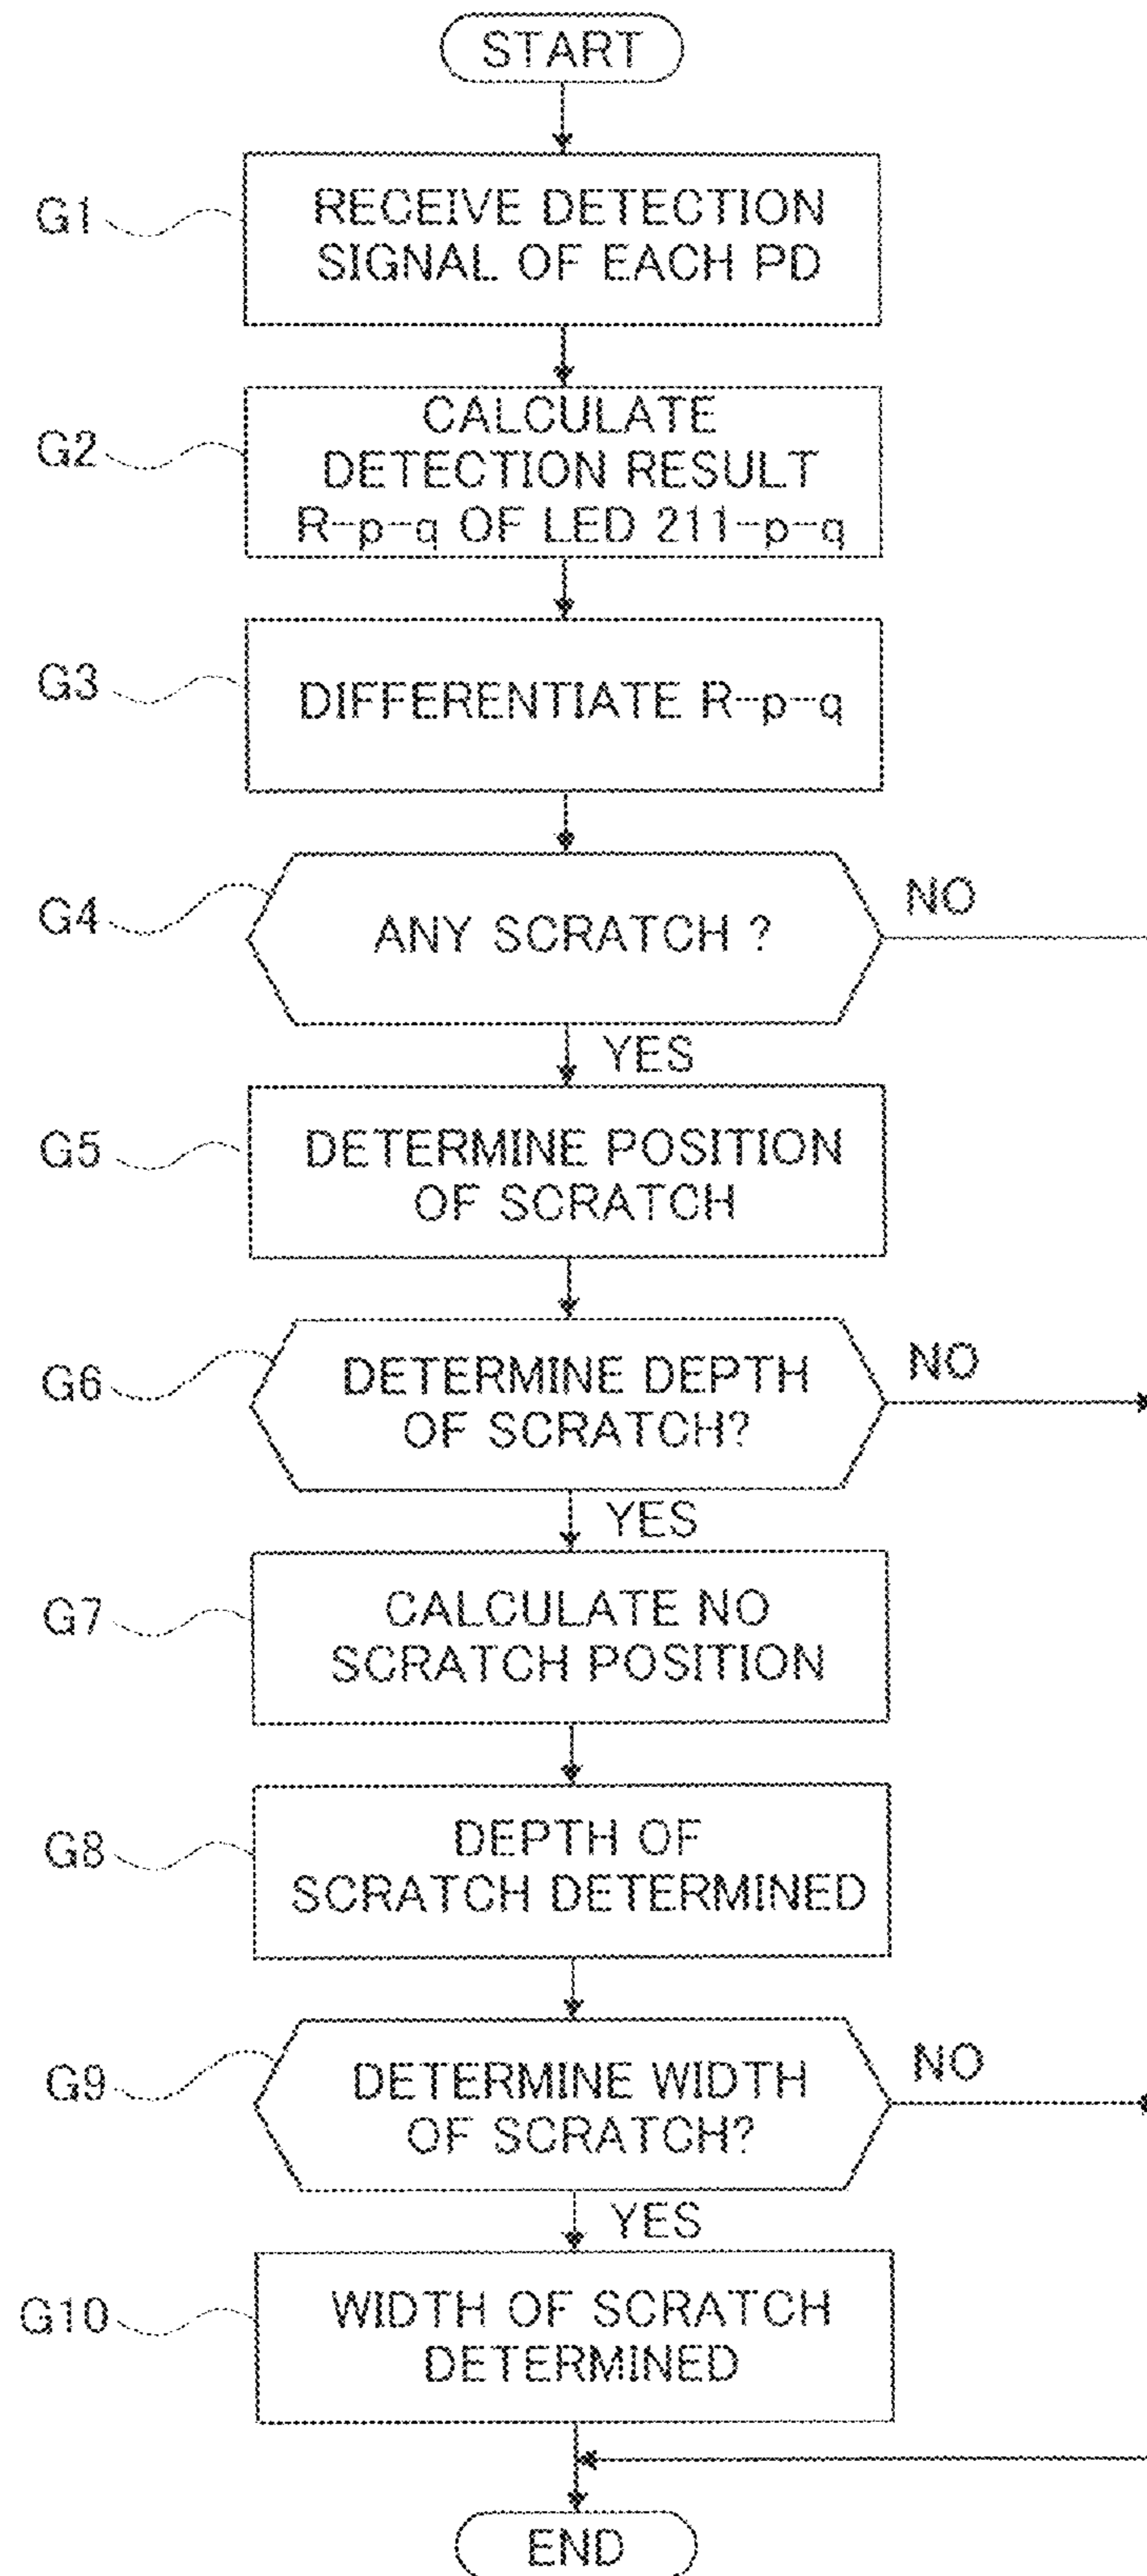 START
G1
RECEIVE DETECTION
SIGNAL OF EACH PD
G2
CALCULATE
DETECTION RESULT
R-p-q OF LED 211-p-q
G3
DIFFERENTIATE R-p-q
G4
ANY SCRATCH ?
NO
YES
G5
DETERMINE POSITION
OF SCRATCH
G6
DETERMINE DEPTH
OF SCRATCH?
NO
YES
G7
CALCULATE NO
SCRATCH POSITION
G8
DEPTH OF
SCRATCH DETERMINED
G9
DETERMINE WIDTH
OF SCRATCH?
NO
YES
G10
WIDTH OF SCRATCH
DETERMINED
END